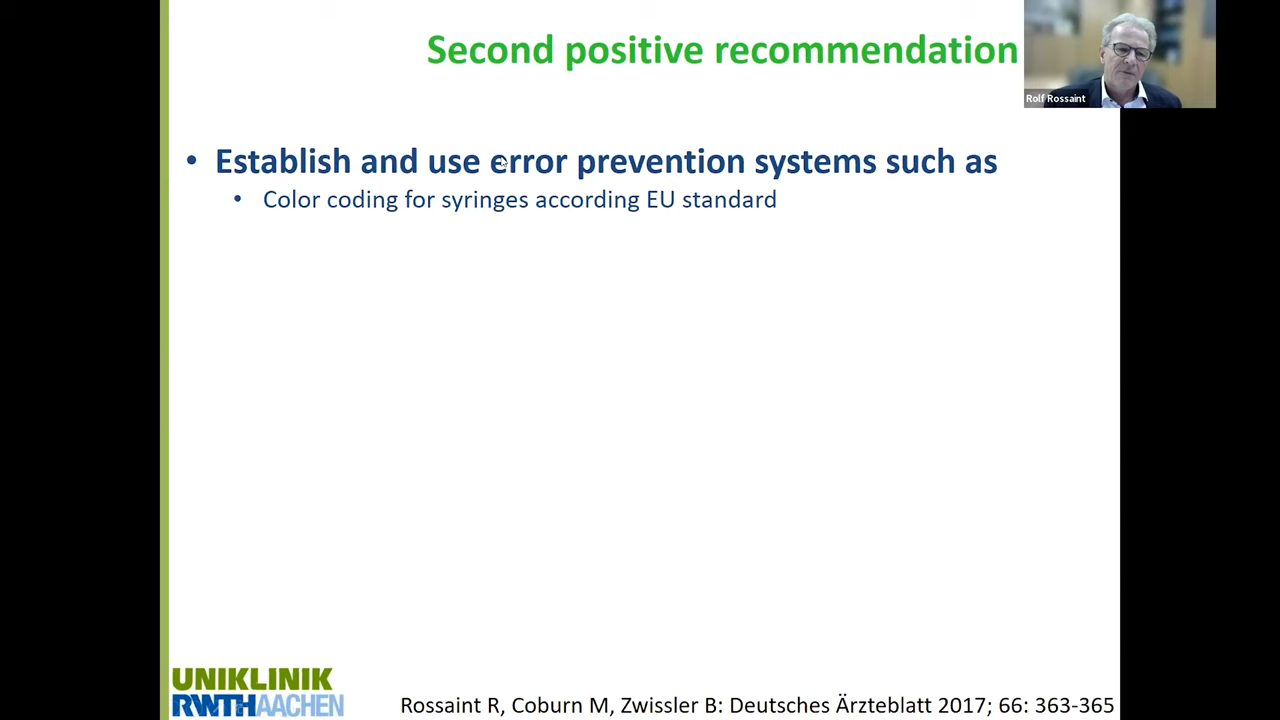 Second positive recommendation
Rolf Rossaint
• Establish and use error prevention systems such as
• Color coding for syringes according EU standard
UNIKLINIK
RWTHAACHEN
Rossaint R, Coburn M, Zwissler B: Deutsches Ärzteblatt 2017; 66: 363-365